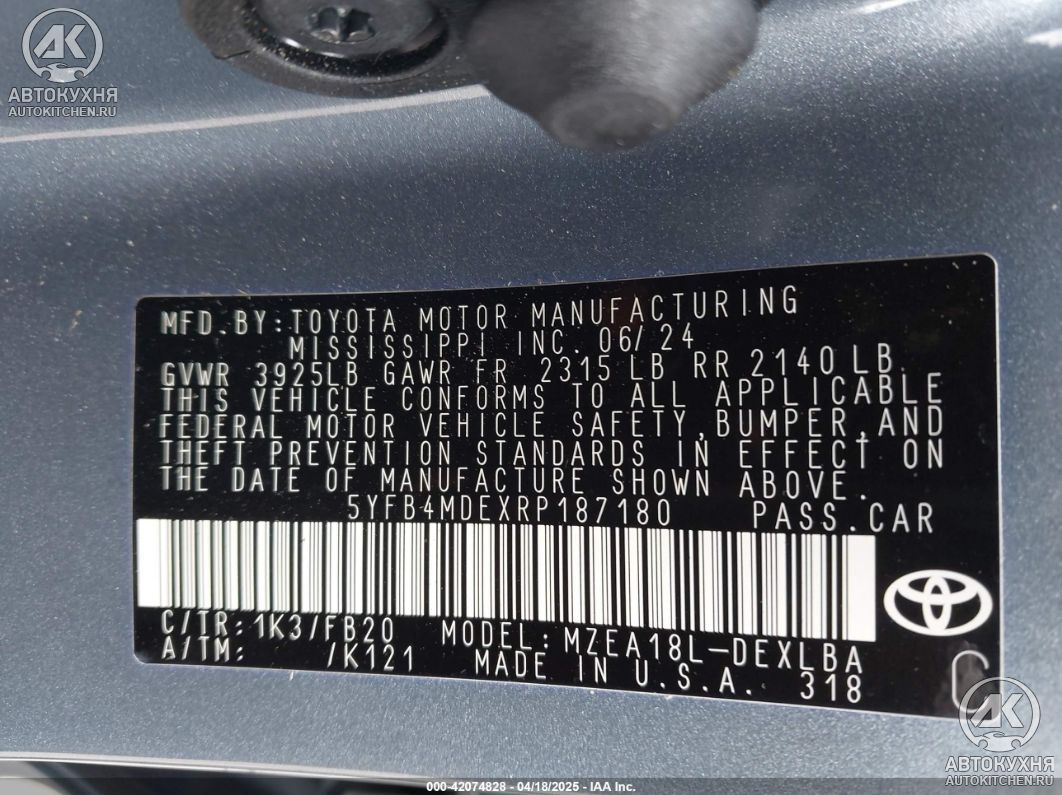 AK
АВТОКУХНЯ
AUTOKITCHEN.RU
MFD.BY:TOYOTA MOTOR MANUFACTURING
MISSISSIPPI INC. 06/24
GVWR 3925LB GAWR FR 2315 LB RR 2140 LB
THIS VEHICLE CONFORMS TO ALL APPLICABLE
FEDERAL MOTOR VEHICLE SAFETY,BUMPER,AND
THEFT PREVENTION STANDARDS IN EFFECT ON
THE DATE OF MANUFACTURE SHOWN ABOVE.
5YFB4MDEXRP187180 PASS.CAR
C/TR:1K3/FB20 MODEL:MZEA18L-DEXLBA
A/TM: /K121 MADE IN U.S.A. 318
C
AK
АВТОКУХНЯ
AUTOKITCHEN.RU
000-42074828 - 04/18/2025 - IAA Inc.